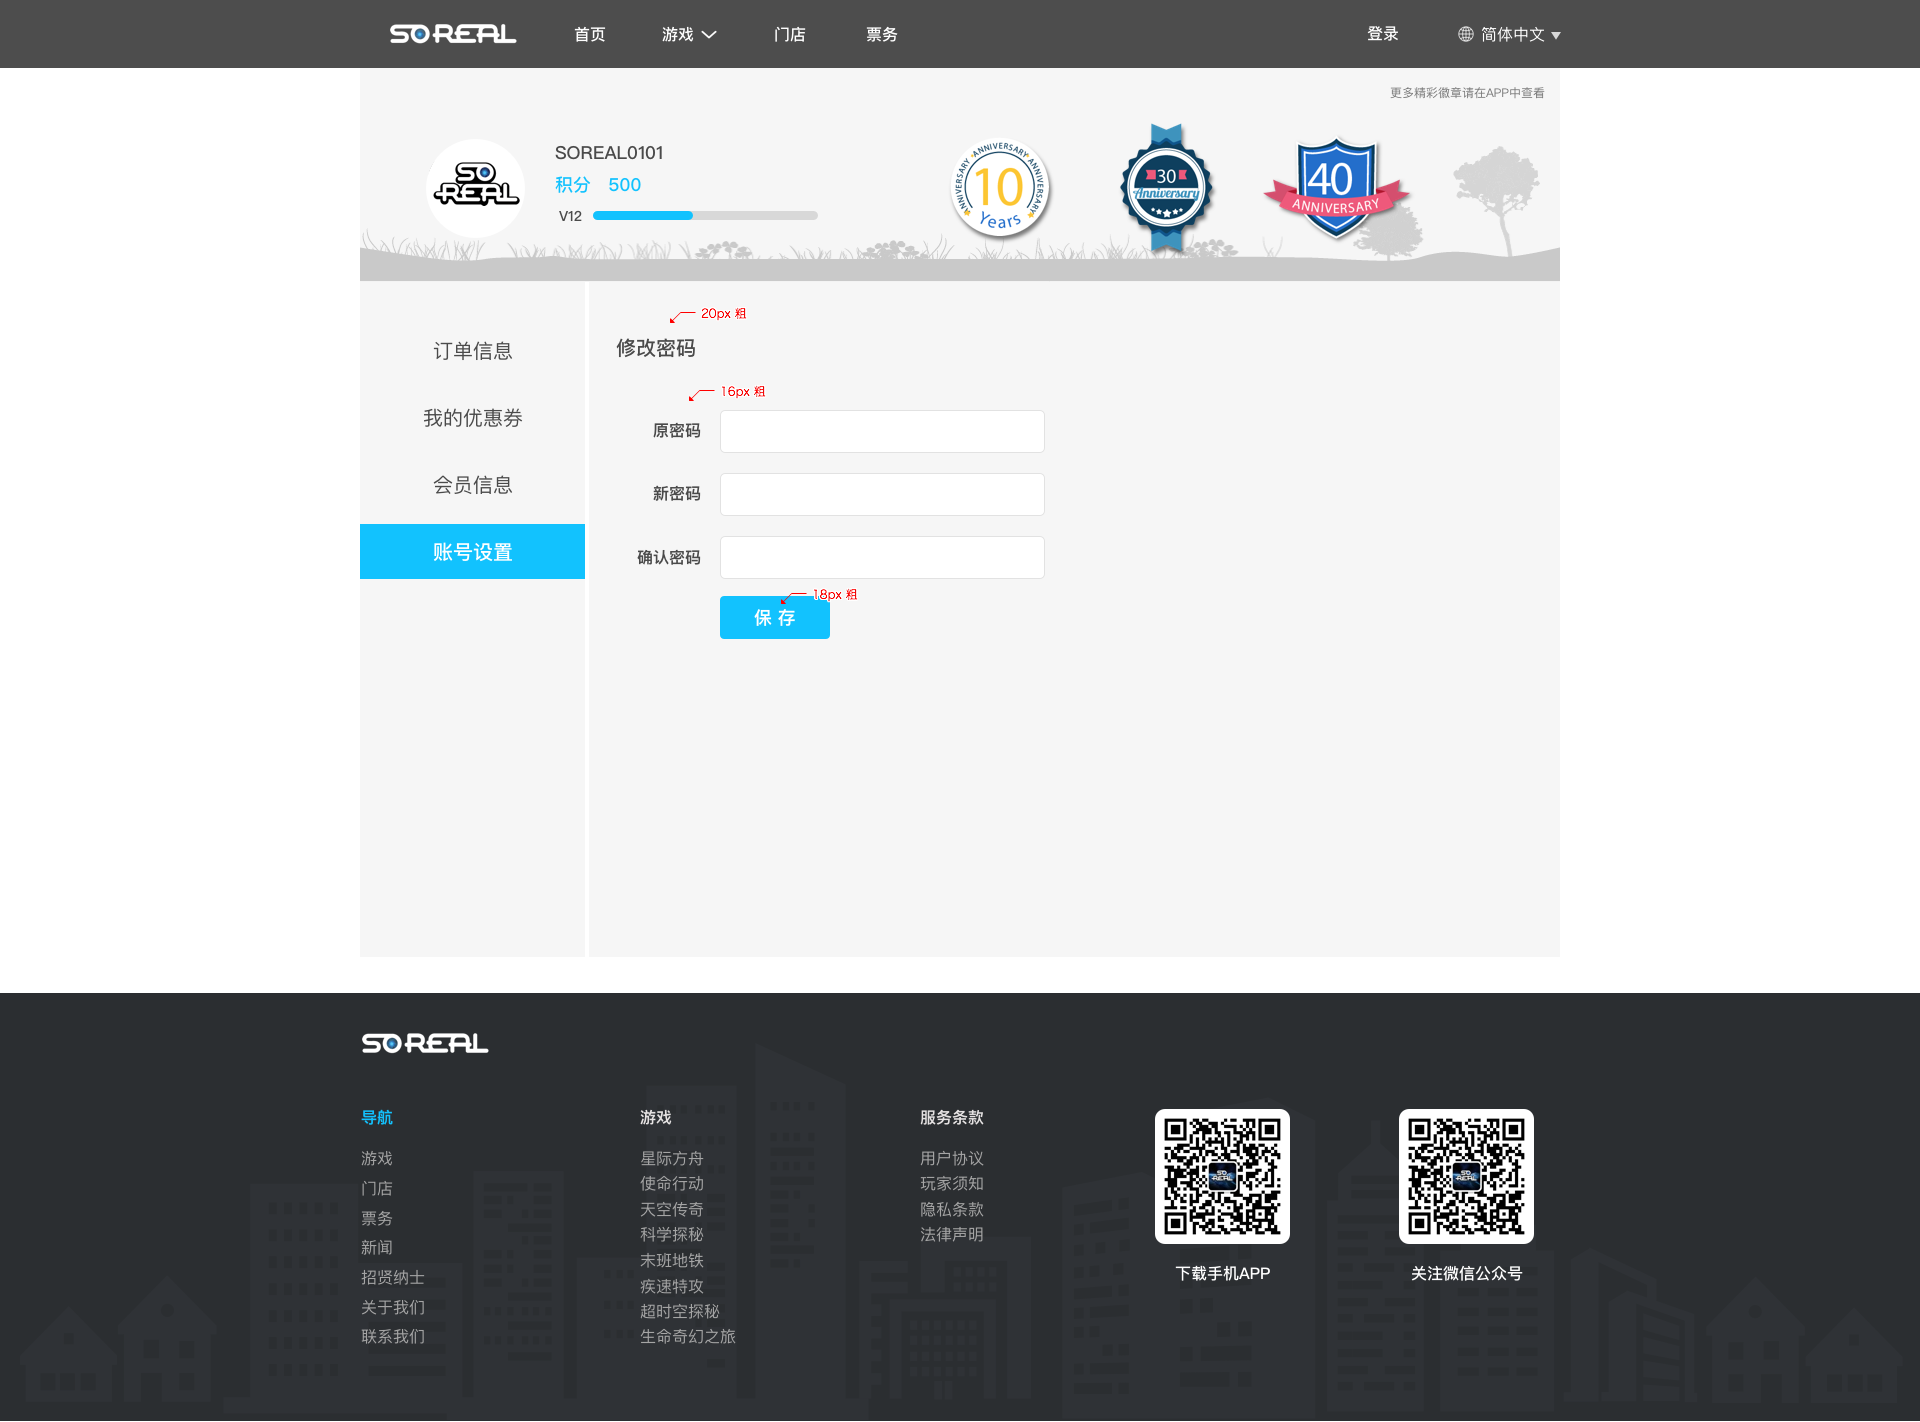 SOREAL
首页
游戏
门店
票务
登录
简体中文
更多精彩徽章请在APP中查看
SO
REAL
SOREAL0101
积分 500
V12
ANNIVERSARY ANNIVERSARY ANNIVERSARY
10
Years
30
Anniversary
40
ANNIVERSARY
订单信息
我的优惠券
会员信息
账号设置
20px 粗
修改密码
16px 粗
原密码
新密码
确认密码
18px 粗
保 存
SOREAL
导航
游戏
门店
票务
新闻
招贤纳士
关于我们
联系我们
游戏
星际方舟
使命行动
天空传奇
科学探秘
末班地铁
疾速特攻
超时空探秘
生命奇幻之旅
服务条款
用户协议
玩家须知
隐私条款
法律声明
SO
REAL
下载手机APP
SO
REAL
关注微信公众号